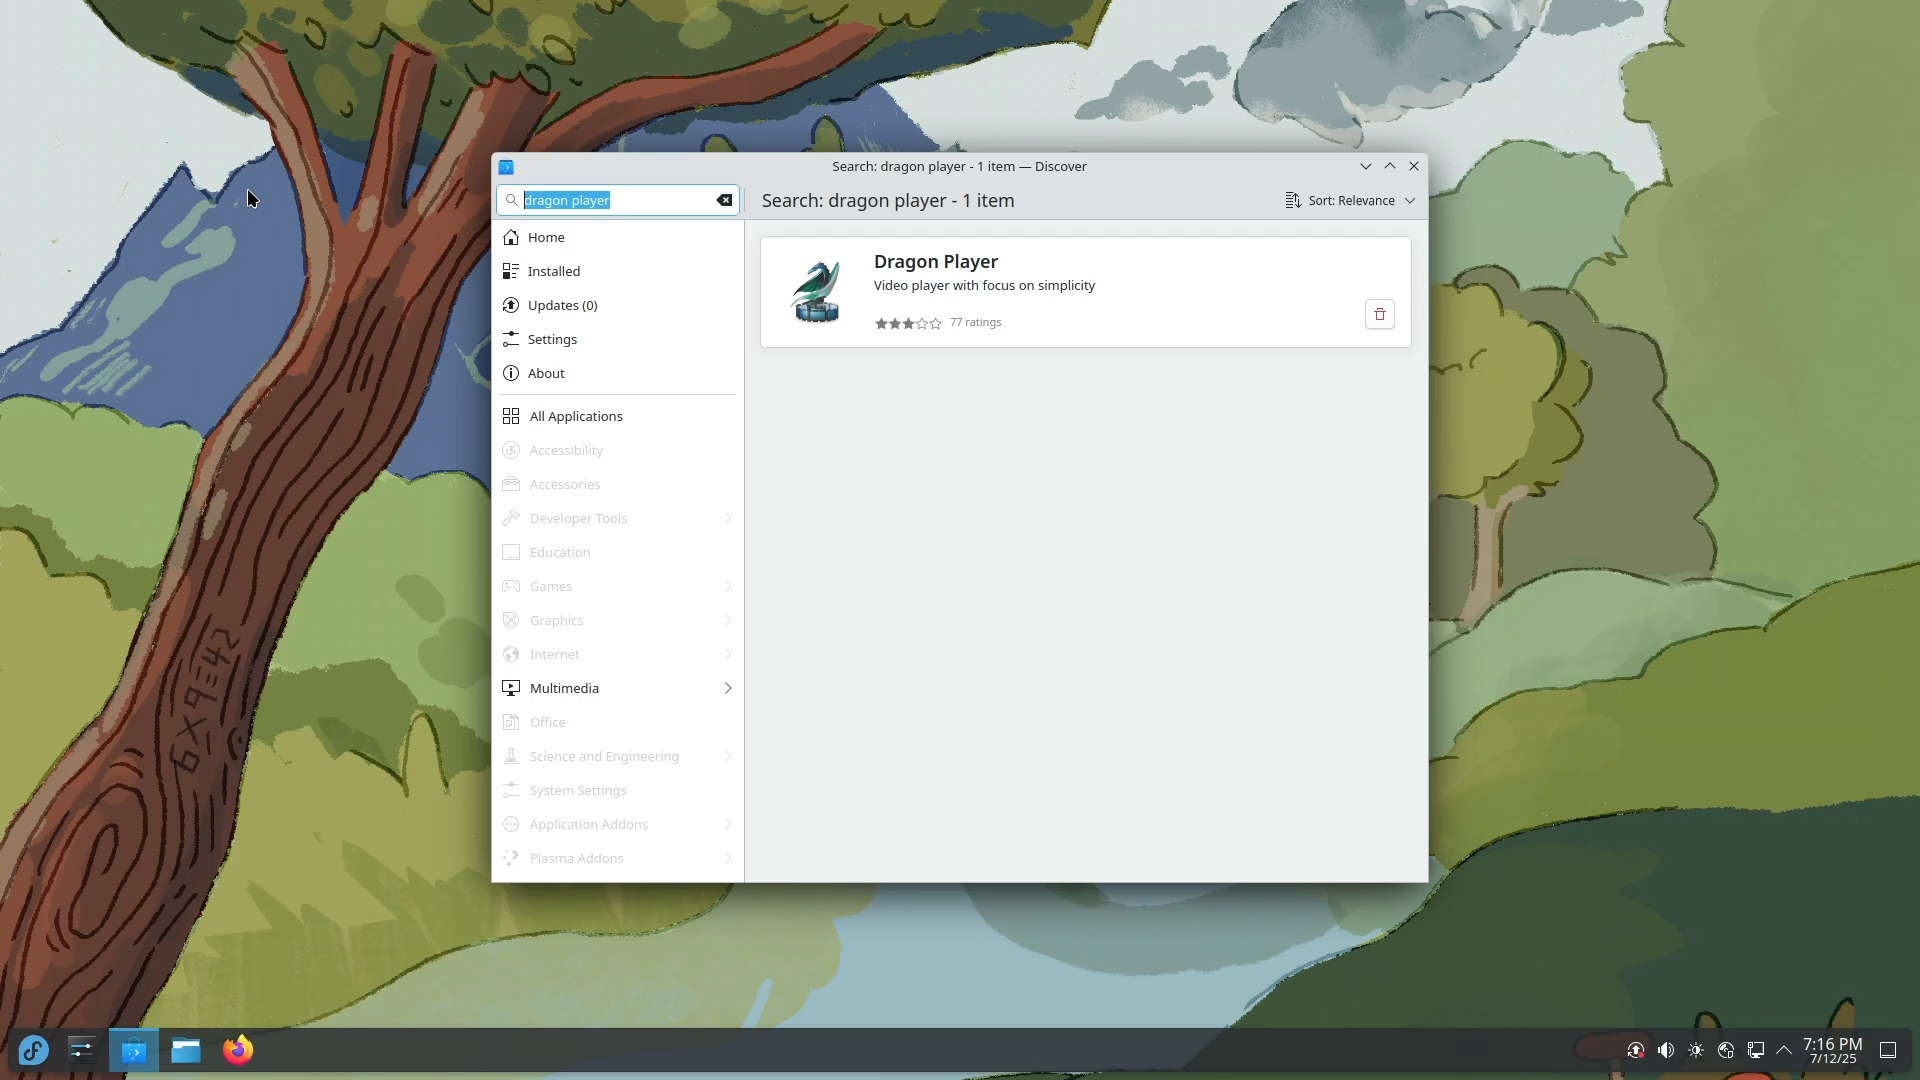 Search: dragon player - 1 item — Discover
dragon player
Search: dragon player - 1 item
Sort: Relevance
Home
Installed
Updates (0)
Settings
About
All Applications
Accessibility
Accessories
Developer Tools
Education
Games
Graphics
Internet
Multimedia
Office
Science and Engineering
System Settings
Application Addons
Plasma Addons
Dragon Player
Video player with focus on simplicity
77 ratings
6X9=42
7:16 PM
7/12/25